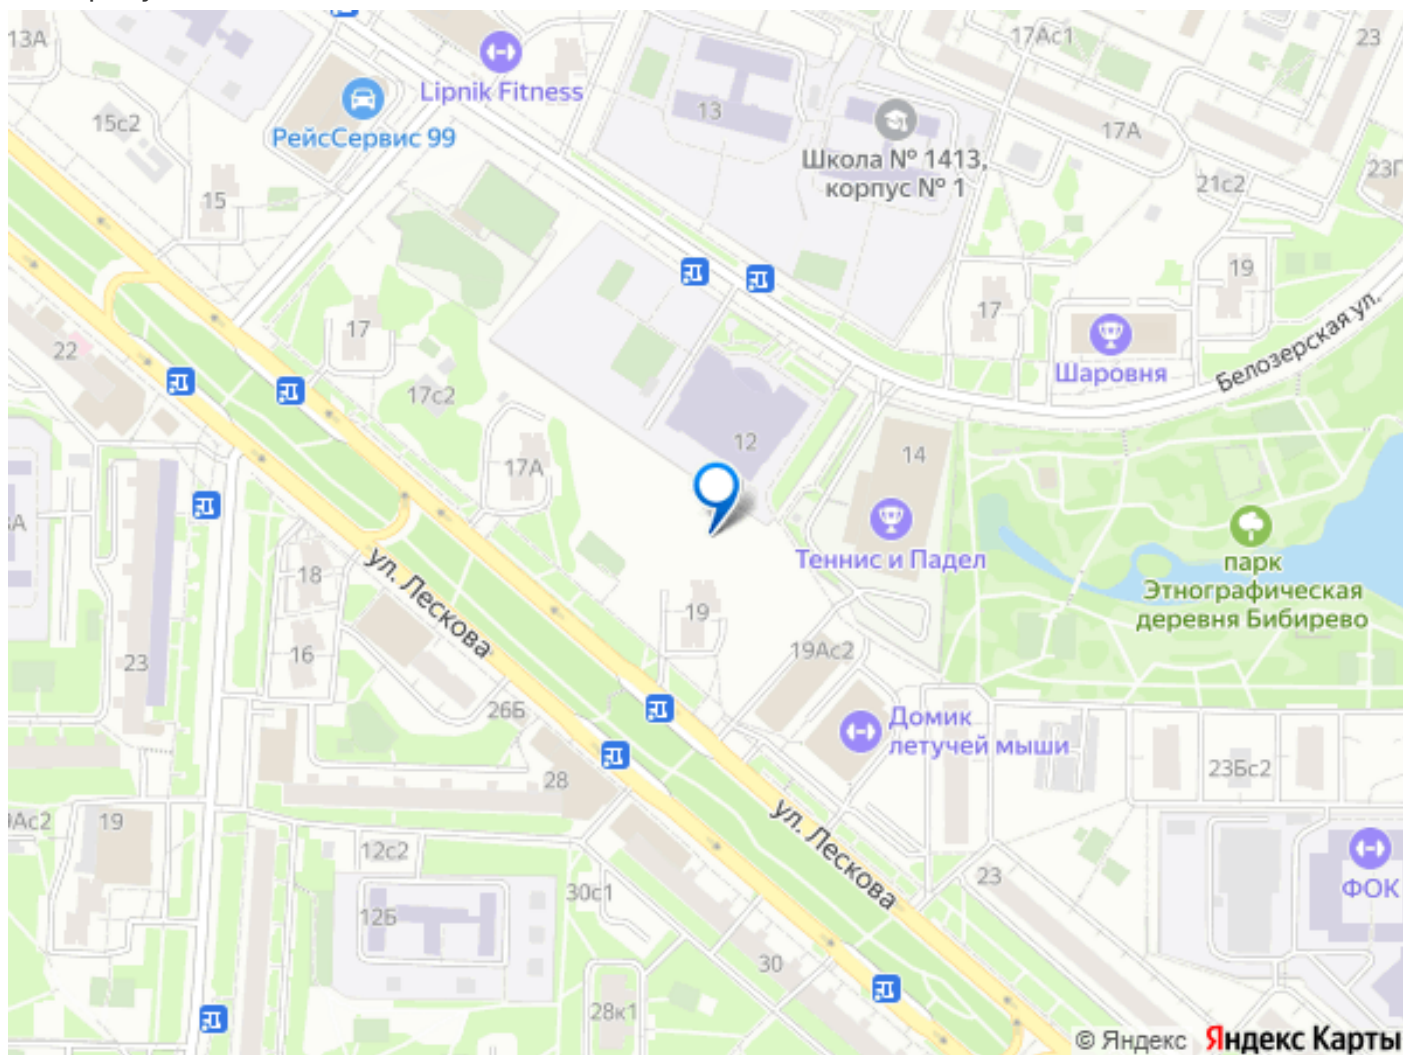 13А
Lipnik Fitness
17Ас1
23
15с2
РейсСервис 99
13
17А
Школа № 1413,
корпус № 1
21с2
15
19
17
17
22
Шаровня
Белозерская ул.
17с2
12
14
17А
Теннис и Падел
парк
Этнографическая
деревня Бибирево
18
ул. Лескова
19
16
19Ас2
23
26Б
Домик
летучей мыши
28
23Бс2
19
ул. Лескова
12с2
23
30с1
ФОК
12Б
30
28к1
© Яндекс Яндекс Карты